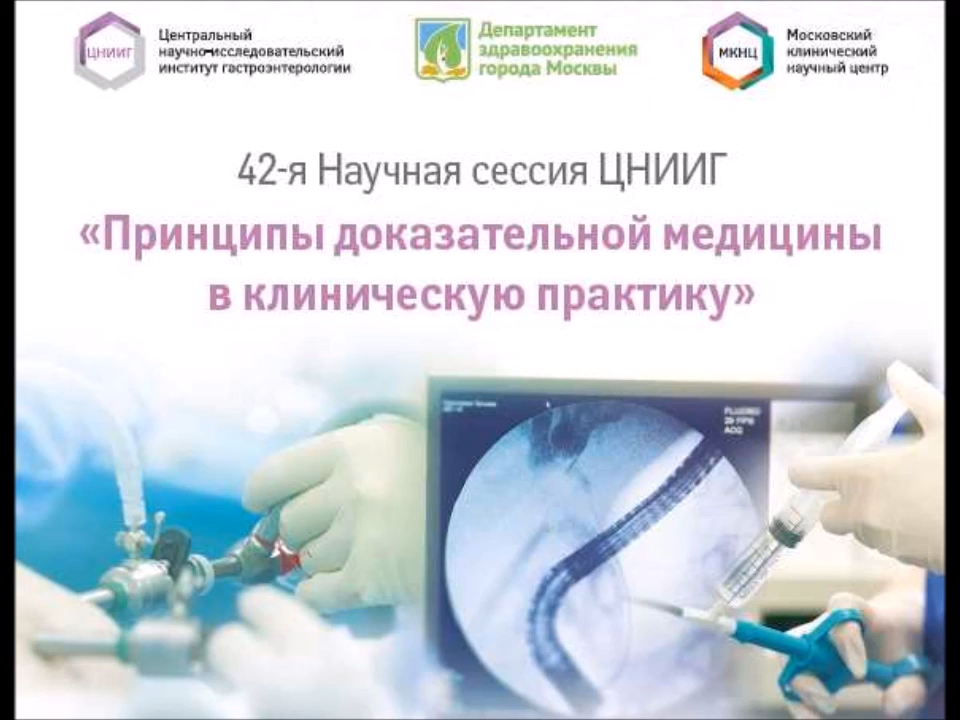 ЦНИИГ
Центральный
научно-исследовательский
институт гастроэнтерологии
Департамент
здравоохранения
города Москвы
МКНЦ
Московский
клинический
научный центр
42-я Научная сессия ЦНИИГ
«Принципы доказательной медицины
в клиническую практику»
FLUORO